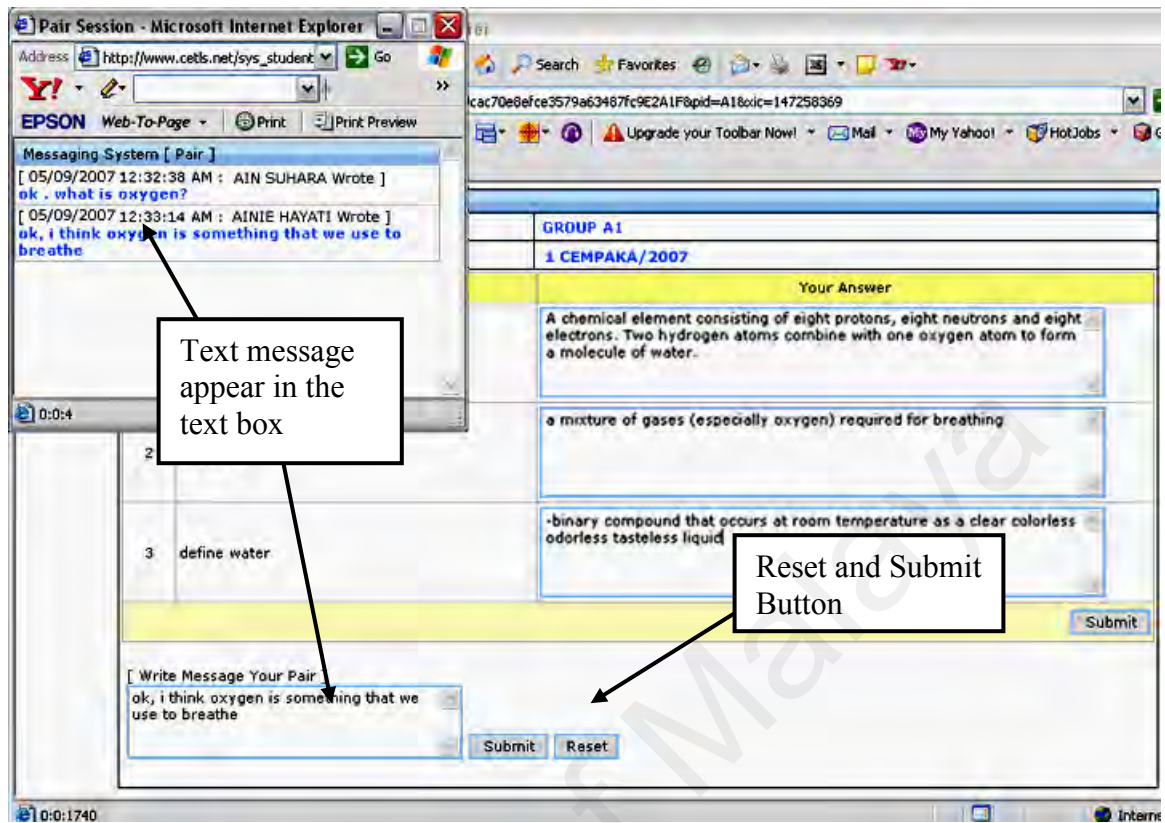 Pair Session - Microsoft Internet Explorer
Address http://www.cetls.net/sys_student Go
Y! »
EPSON Web-To-Page Print Print Preview
Messaging System [ Pair ]
[ 05/09/2007 12:32:38 AM : AIN SUHARA Wrote ]
ok . what is oxygen?
[ 05/09/2007 12:33:14 AM : AINIE HAYATI Wrote ]
ok, i think oxygen is something that we use to
breathe
0:0:4
Search Favorites
cac70e8efce3579a63487fc9E2A1F&pid=A1&xic=147258369
Upgrade your Toolbar Now! Mail My Yahoo! HotJobs G
GROUP A1
1 CEMPAKA/2007
Your Answer
A chemical element consisting of eight protons, eight neutrons and eight
electrons. Two hydrogen atoms combine with one oxygen atom to form
a molecule of water.
Text message
appear in the
text box
2
a mixture of gases (especially oxygen) required for breathing
3 define water
-binary compound that occurs at room temperature as a clear colorless
odorless tasteless liquid
Reset and Submit
Button
Submit
[ Write Message Your Pair ]
ok, i think oxygen is something that we
use to breathe
Submit Reset
0:0:1740
Interne
of Malaya